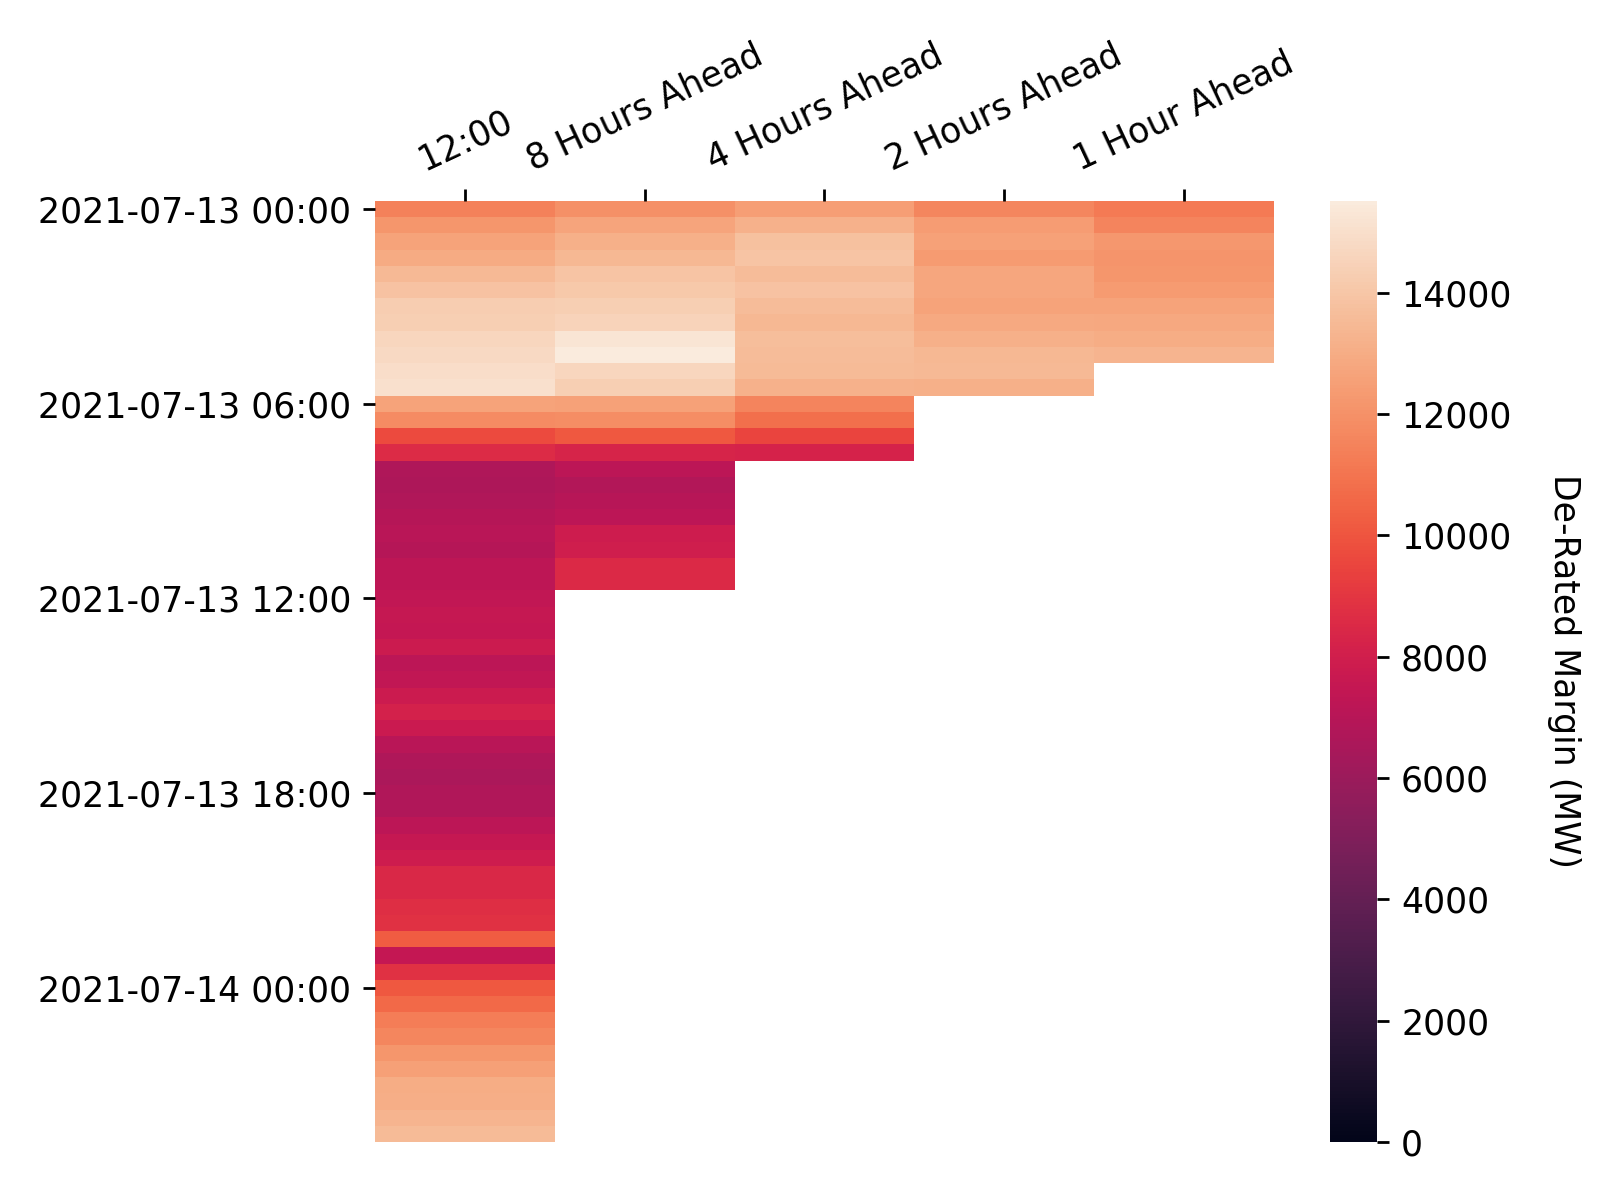 12:00
8 Hours Ahead
4 Hours Ahead
2 Hours Ahead
1 Hour Ahead
2021-07-13 00:00
2021-07-13 06:00
2021-07-13 12:00
2021-07-13 18:00
2021-07-14 00:00
14000
12000
10000
8000
6000
4000
2000
0
De-Rated Margin (MW)